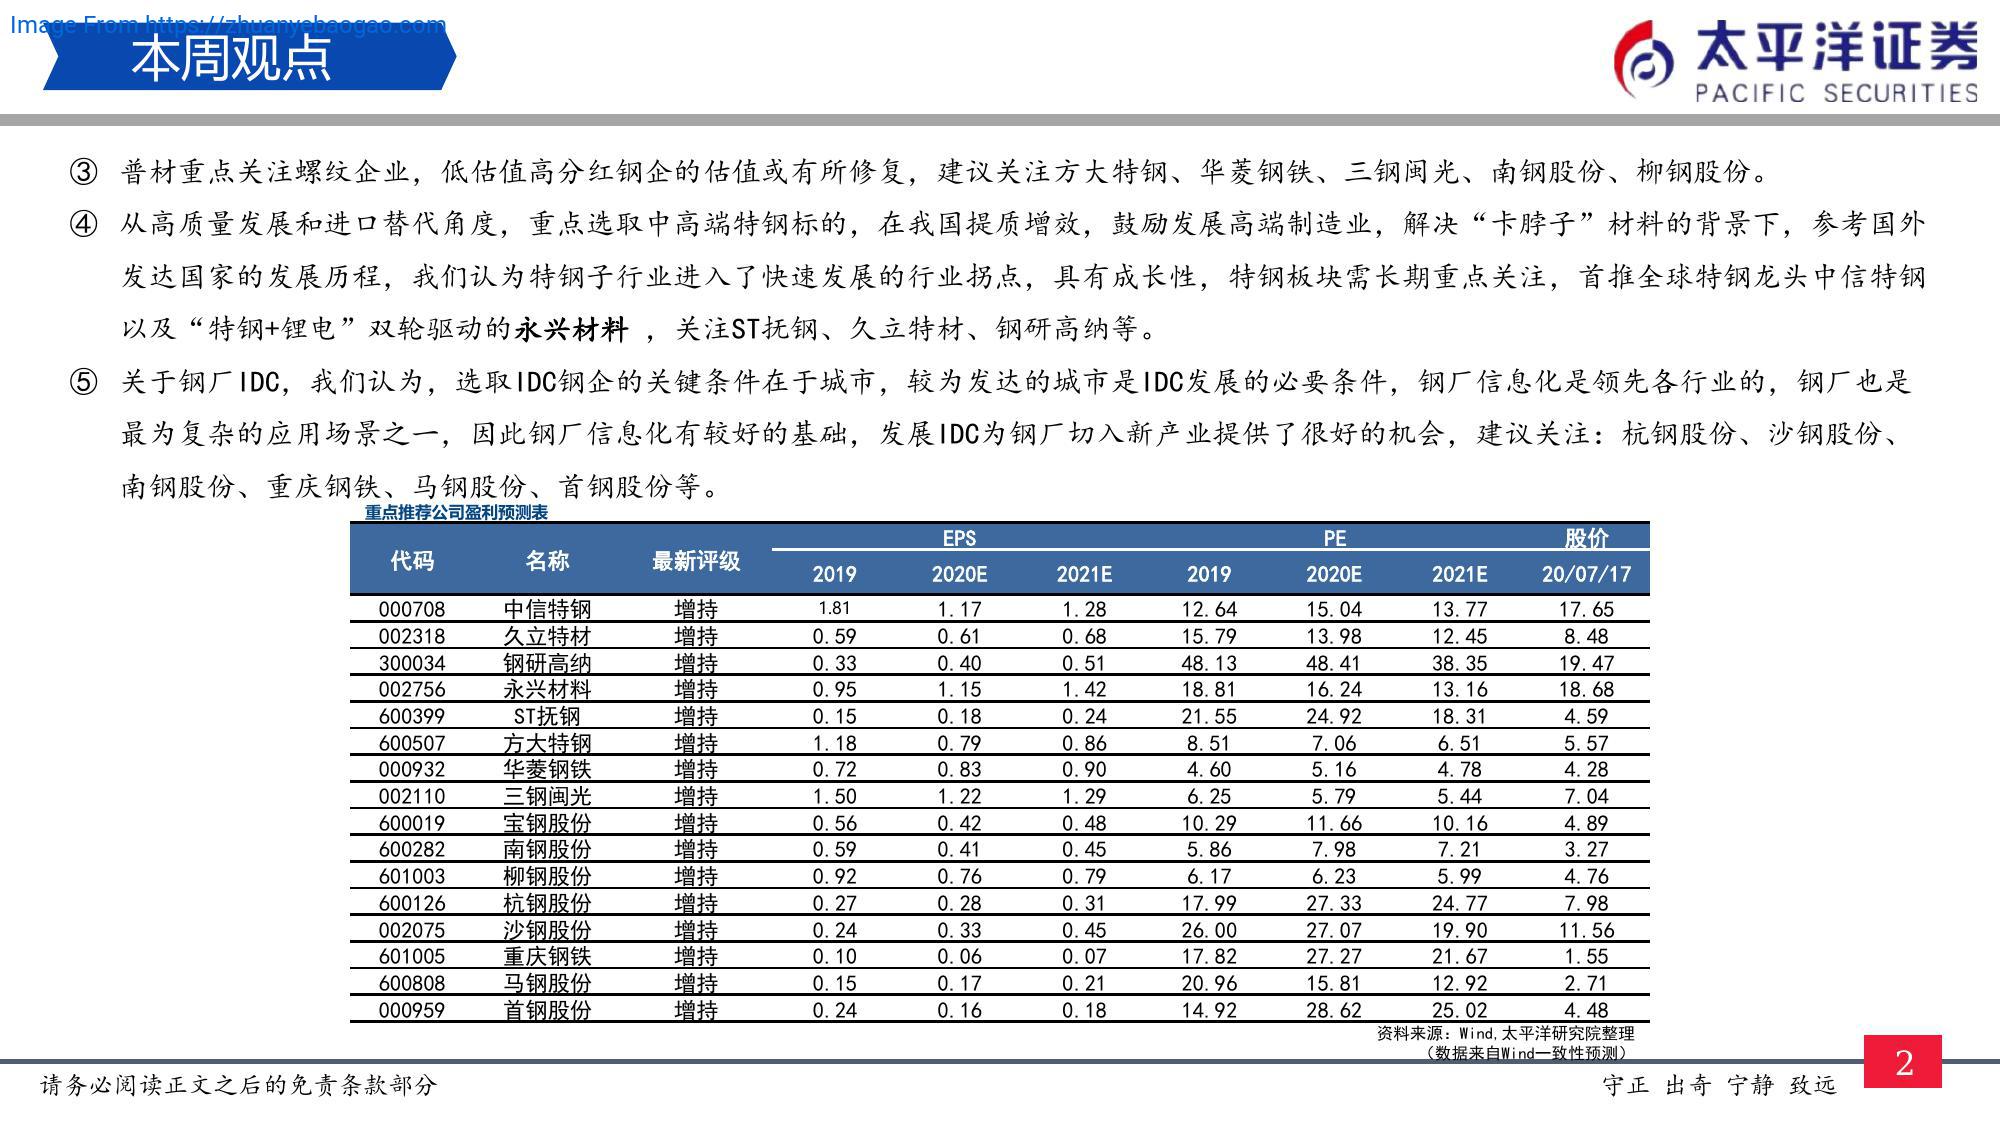 Image From https://zhuanyebaogao.com
本周观点
太平洋证券
PACIFIC SECURITIES
③ 普材重点关注螺纹企业，低估值高分红钢企的估值或有所修复，建议关注方大特钢、华菱钢铁、三钢闽光、南钢股份、柳钢股份。
④ 从高质量发展和进口替代角度，重点选取中高端特钢标的，在我国提质增效，鼓励发展高端制造业，解决“卡脖子”材料的背景下，参考国外
发达国家的发展历程，我们认为特钢子行业进入了快速发展的行业拐点，具有成长性，特钢板块需长期重点关注，首推全球特钢龙头中信特钢
以及“特钢+锂电”双轮驱动的永兴材料 ，关注ST抚钢、久立特材、钢研高纳等。
⑤ 关于钢厂IDC，我们认为，选取IDC钢企的关键条件在于城市，较为发达的城市是IDC发展的必要条件，钢厂信息化是领先各行业的，钢厂也是
最为复杂的应用场景之一，因此钢厂信息化有较好的基础，发展IDC为钢厂切入新产业提供了很好的机会，建议关注：杭钢股份、沙钢股份、
南钢股份、重庆钢铁、马钢股份、首钢股份等。
重点推荐公司盈利预测表
代码 名称 最新评级 EPS PE 股价
2019 2020E 2021E 2019 2020E 2021E 20/07/17
000708 中信特钢 增持 1.81 1.17 1.28 12.64 15.04 13.77 17.65
002318 久立特材 增持 0.59 0.61 0.68 15.79 13.98 12.45 8.48
300034 钢研高纳 增持 0.33 0.40 0.51 48.13 48.41 38.35 19.47
002756 永兴材料 增持 0.95 1.15 1.42 18.81 16.24 13.16 18.68
600399 ST抚钢 增持 0.15 0.18 0.24 21.55 24.92 18.31 4.59
600507 方大特钢 增持 1.18 0.79 0.86 8.51 7.06 6.51 5.57
000932 华菱钢铁 增持 0.72 0.83 0.90 4.60 5.16 4.78 4.28
002110 三钢闽光 增持 1.50 1.22 1.29 6.25 5.79 5.44 7.04
600019 宝钢股份 增持 0.56 0.42 0.48 10.29 11.66 10.16 4.89
600282 南钢股份 增持 0.59 0.41 0.45 5.86 7.98 7.21 3.27
601003 柳钢股份 增持 0.92 0.76 0.79 6.17 6.23 5.99 4.76
600126 杭钢股份 增持 0.27 0.28 0.31 17.99 27.33 24.77 7.98
002075 沙钢股份 增持 0.24 0.33 0.45 26.00 27.07 19.90 11.56
601005 重庆钢铁 增持 0.10 0.06 0.07 17.82 27.27 21.67 1.55
600808 马钢股份 增持 0.15 0.17 0.21 20.96 15.81 12.92 2.71
000959 首钢股份 增持 0.24 0.16 0.18 14.92 28.62 25.02 4.48
资料来源：Wind,太平洋研究院整理
（数据来自Wind一致性预测）
请务必阅读正文之后的免责条款部分
守正 出奇 宁静 致远
2